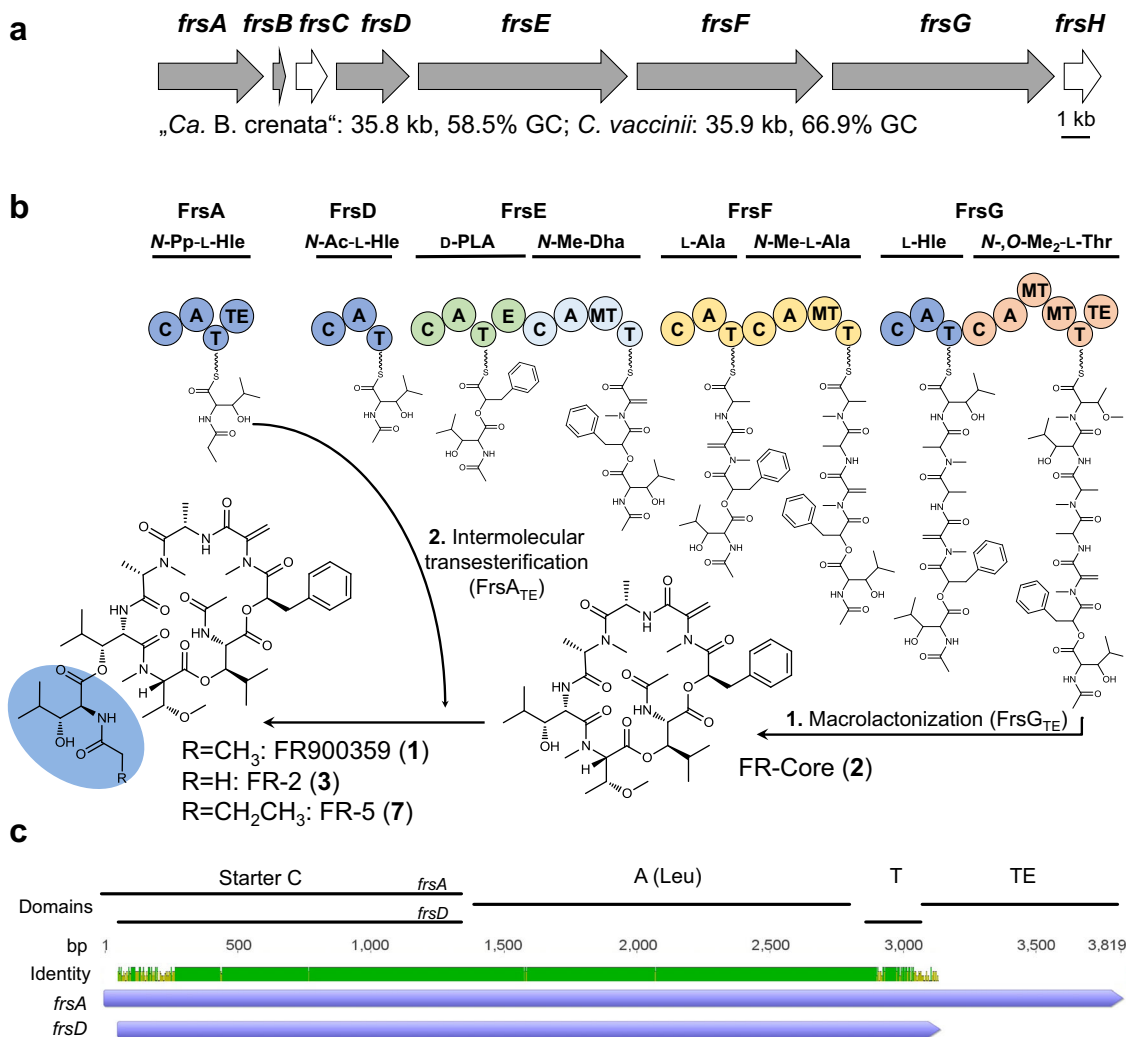 a
frsA frsB frsC frsD frsE frsF frsG frsH
„Ca. B. crenata“: 35.8 kb, 58.5% GC; C. vaccinii: 35.9 kb, 66.9% GC
1 kb
b
FrsA FrsD FrsE FrsF FrsG
N-Pp-L-Hle N-Ac-L-Hle D-PLA N-Me-Dha L-Ala N-Me-L-Ala L-Hle N-,O-Me2-L-Thr
C A T TE C A T C A T E C A MT T C A T C A MT T C A T C A MT MT T TE
2. Intermolecular
transesterification
(FrsATE)
1. Macrolactonization (FrsGTE)
R=CH3: FR900359 (1)
R=H: FR-2 (3)
R=CH2CH3: FR-5 (7)
FR-Core (2)
c
Domains
Starter C frsA A (Leu) T TE
frsD
bp 1 500 1,000 1,500 2,000 2,500 3,000 3,500 3,819
Identity
frsA
frsD